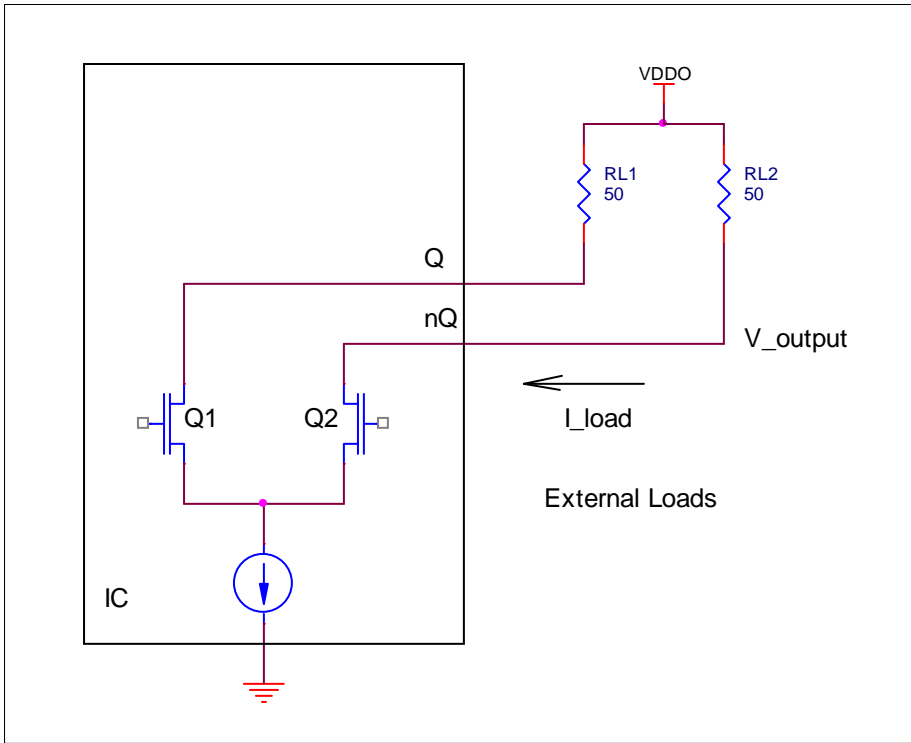 VDDO
RL1
50
RL2
50
Q
nQ
V_output
Q1
Q2
I_load
External Loads
IC